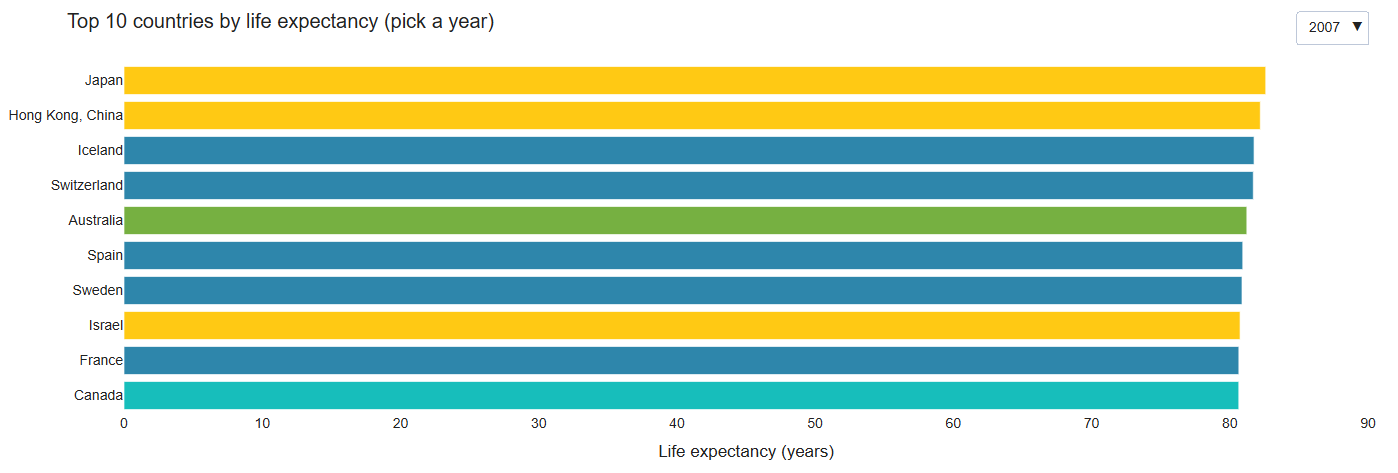 Top 10 countries by life expectancy (pick a year)
2007 ▼
Japan
Hong Kong, China
Iceland
Switzerland
Australia
Spain
Sweden
Israel
France
Canada
0 10 20 30 40 50 60 70 80 90
Life expectancy (years)